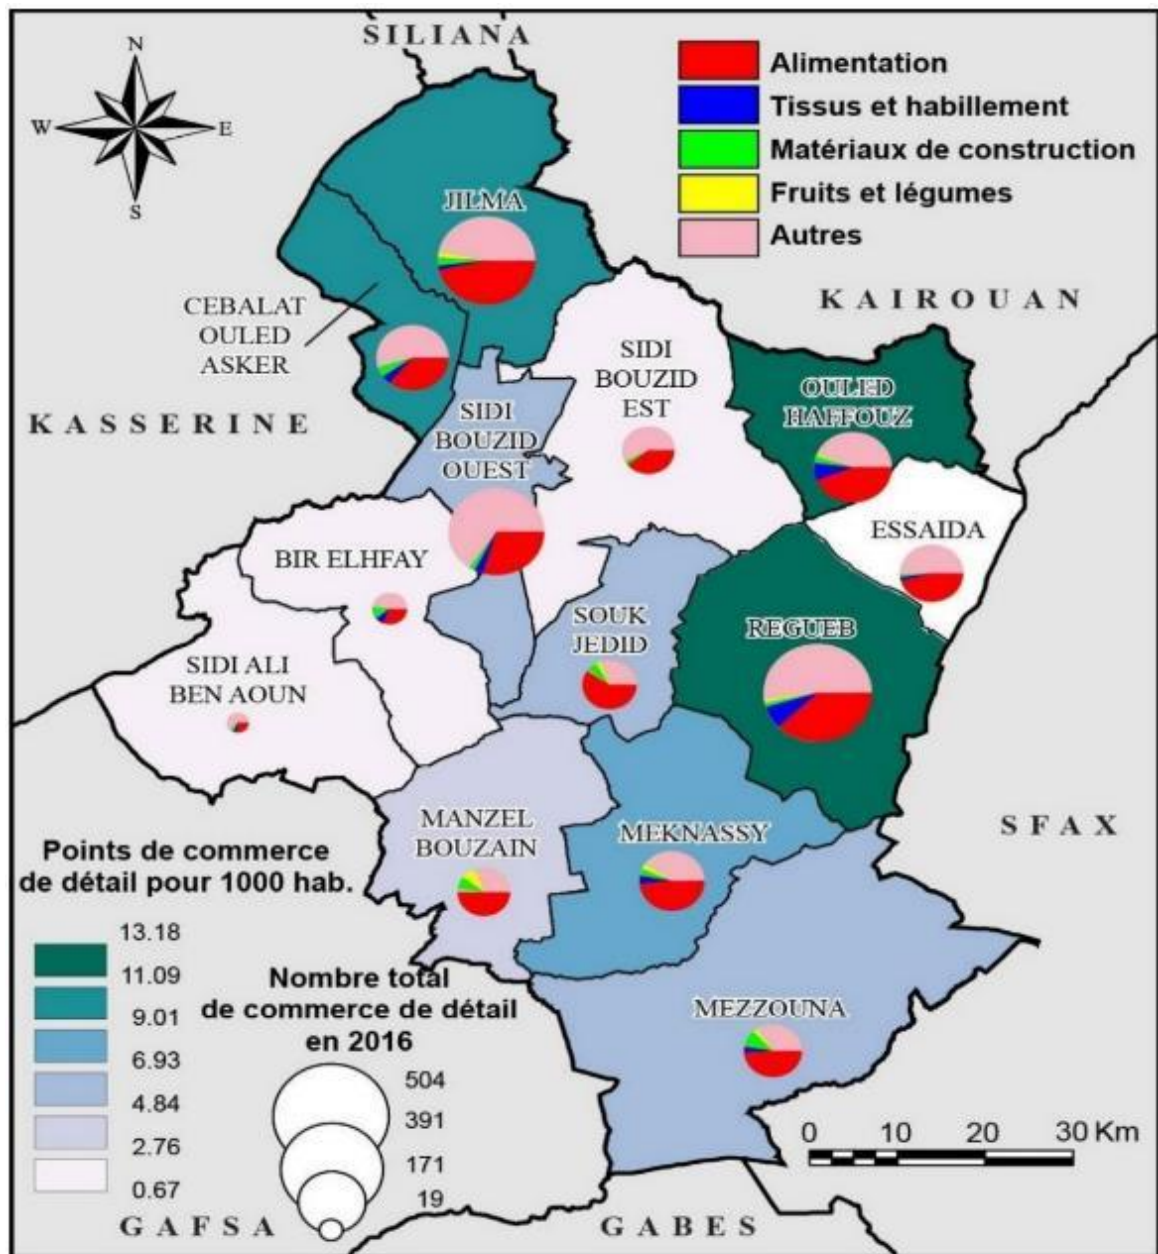 SILIANA
N
W
E
S
Alimentation
Tissus et habillement
Matériaux de construction
Fruits et légumes
Autres
JILMA
KAIROUAN
CEBALAT
OULED
ASKER
SIDI
BOUZID
EST
OULED
HAFFOUZ
KASSERINE
SIDI
BOUZID
OUEST
ESSAIDA
BIR ELHFAY
SOUK
JEDID
REGUEB
SIDI ALI
BEN AOUN
MANZEL
BOUZAIN
MEKNASSY
SFAX
Points de commerce
de détail pour 1000 hab.
13.18
11.09
9.01
6.93
4.84
2.76
0.67
Nombre total
de commerce de détail
en 2016
504
391
171
19
MEZZOUNA
0 10 20 30 Km
GAFSA
GABES